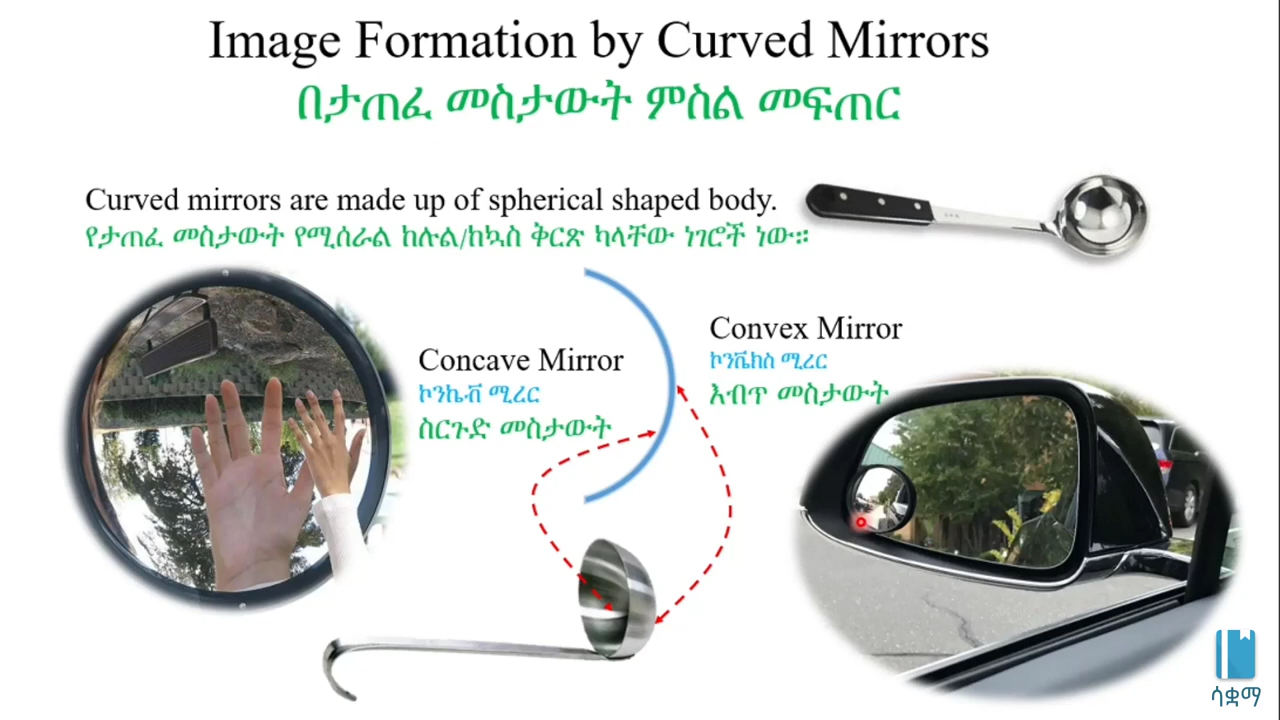 Image Formation by Curved Mirrors
በታጠፈ መስታውት ምስል መፍጠር
Curved mirrors are made up of spherical shaped body.
የታጠፈ መስታውት የሚሰራል ከሉል/ከኳስ ቅርጽ ካላቸው ነገሮች ነው።
Concave Mirror
ኮንኬቭ ሚረር
ስርጉድ መስታውት
Convex Mirror
ኮንቬክስ ሚረር
እብጥ መስታውት
ሳቋማ